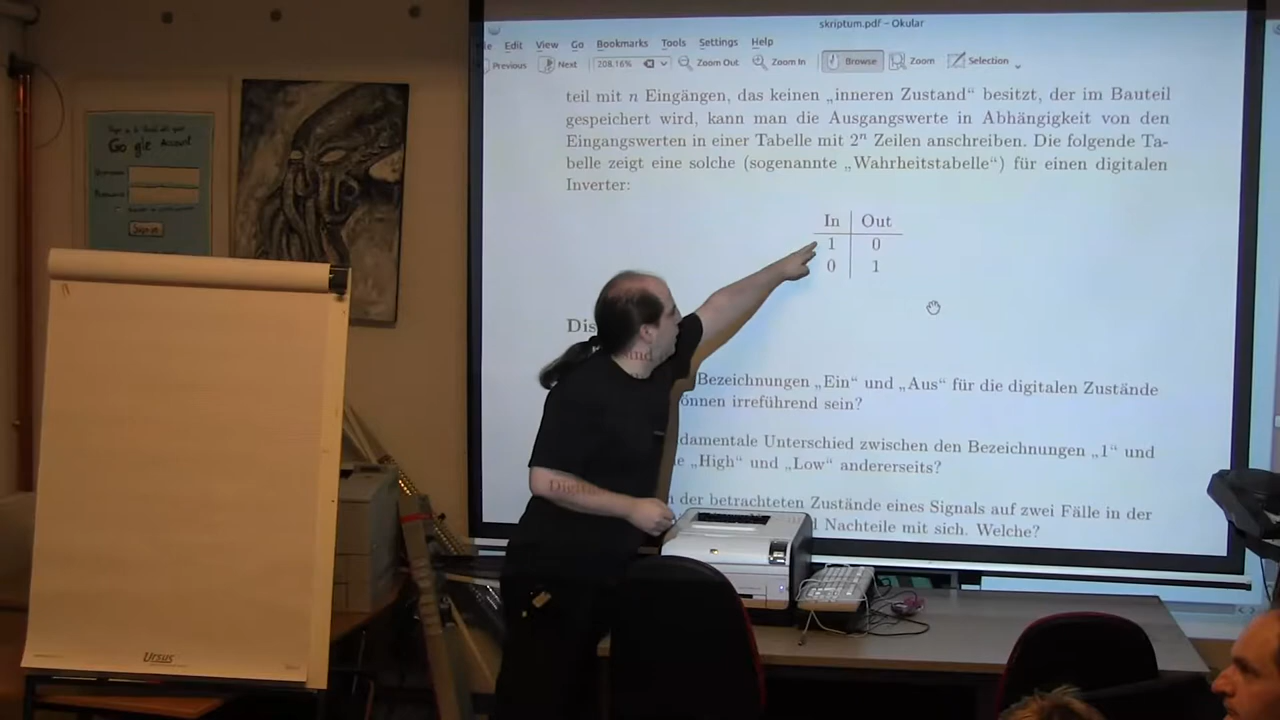 skriptum.pdf – Okular
Edit View Go Bookmarks Tools Settings Help
Previous Next 208.16% Zoom Out Zoom In Browse Zoom Selection
teil mit n Eingängen, das keinen „inneren Zustand“ besitzt, der im Bauteil
gespeichert wird, kann man die Ausgangswerte in Abhängigkeit von den
Eingangswerten in einer Tabelle mit 2ⁿ Zeilen anschreiben. Die folgende Ta-
belle zeigt eine solche (sogenannte „Wahrheitstabelle“) für einen digitalen
Inverter:
In Out
1 0
0 1
Dis
sind
Bezeichnungen „Ein“ und „Aus“ für die digitalen Zustände
önnen irreführend sein?
damentale Unterschied zwischen den Bezeichnungen „1“ und
e „High“ und „Low“ andererseits?
n der betrachteten Zustände eines Signals auf zwei Fälle in der
Digit
l Nachteile mit sich. Welche?
Google Account
Sign in
Ursus